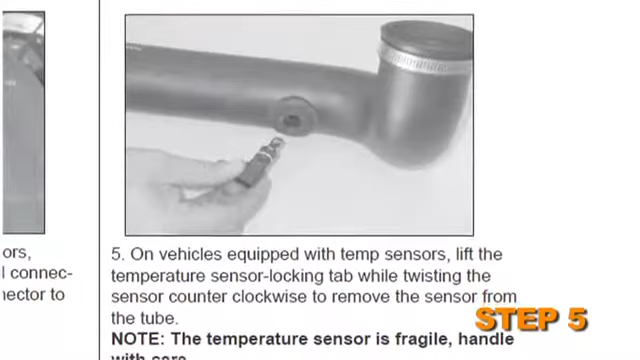 ors,
l connec-
nector to
5. On vehicles equipped with temp sensors, lift the
temperature sensor-locking tab while twisting the
sensor counter clockwise to remove the sensor from
the tube.
NOTE: The temperature sensor is fragile, handle
with care
STEP 5